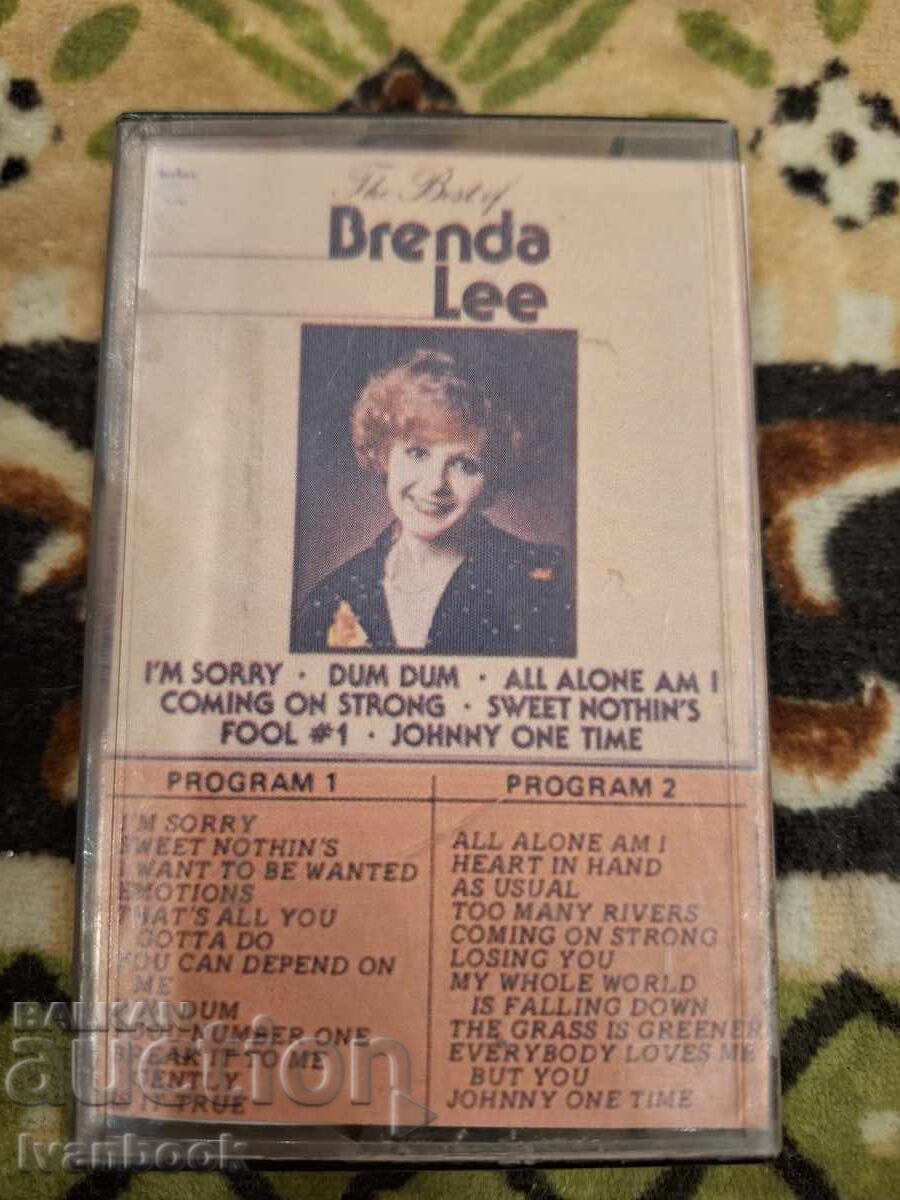 The Best of
Brenda
Lee
I'M SORRY · DUM DUM · ALL ALONE AM I
COMING ON STRONG · SWEET NOTHIN'S
FOOL #1 · JOHNNY ONE TIME
PROGRAM 1
I'M SORRY
SWEET NOTHIN'S
I WANT TO BE WANTED
EMOTIONS
THAT'S ALL YOU
GOTTA DO
YOU CAN DEPEND ON
ME
DUM
NUMBER ONE
BREAK IT TO ME
GENTLY
IS IT TRUE
PROGRAM 2
ALL ALONE AM I
HEART IN HAND
AS USUAL
TOO MANY RIVERS
COMING ON STRONG
LOSING YOU
MY WHOLE WORLD
IS FALLING DOWN
THE GRASS IS GREENER
EVERYBODY LOVES ME
BUT YOU
JOHNNY ONE TIME
BALKAN
auction
Ivanbook